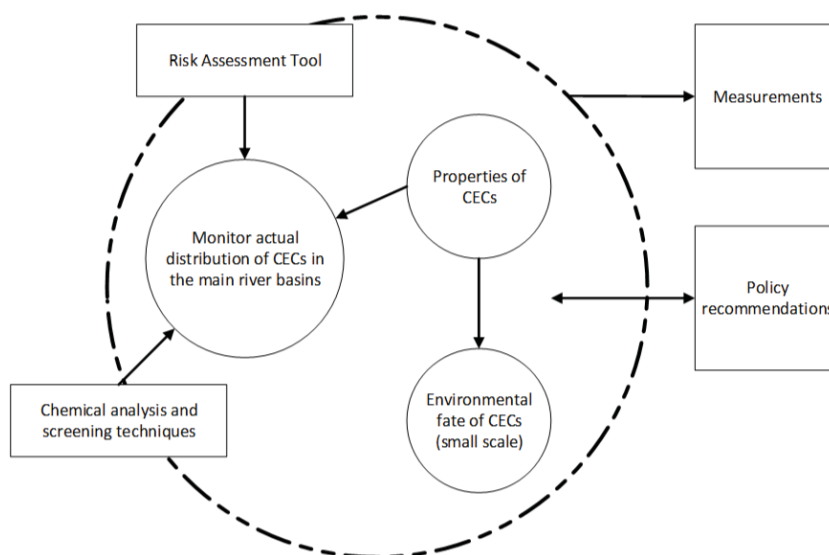 Risk Assessment Tool
Measurements
Properties of
CECs
Monitor actual
distribution of CECs in
the main river basins
Policy
recommendations
Environmental
fate of CECs
(small scale)
Chemical analysis and
screening techniques